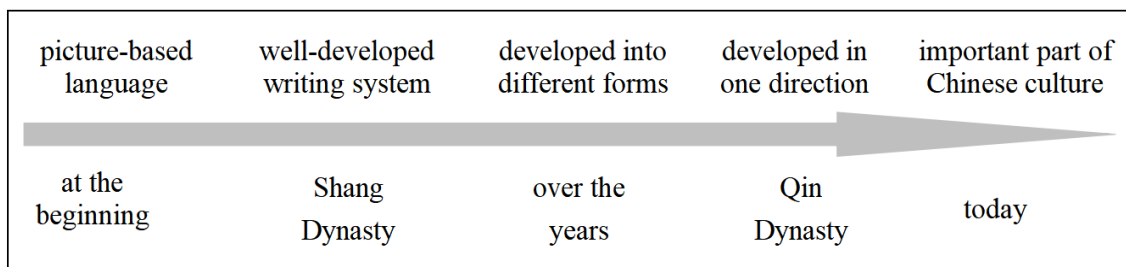 picture-based
language
well-developed
writing system
developed into
different forms
developed in
one direction
important part of
Chinese culture
at the
beginning
Shang
Dynasty
over the
years
Qin
Dynasty
today